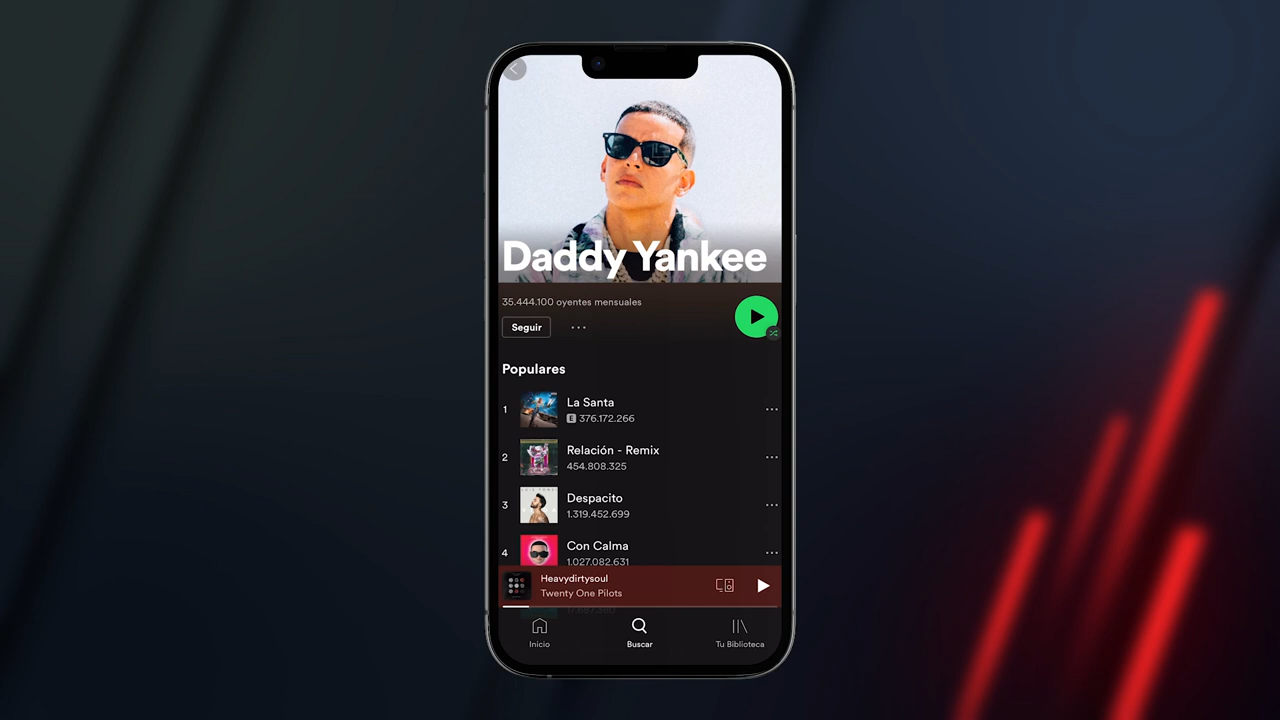 Daddy Yankee
35.444.100 oyentes mensuales
Seguir
Populares
1
La Santa
E 376.172.266
2
Relación - Remix
454.808.325
3
Despacito
1.319.452.699
4
Con Calma
1.027.082.631
Heavydirtysoul
Twenty One Pilots
Inicio
Buscar
Tu Biblioteca